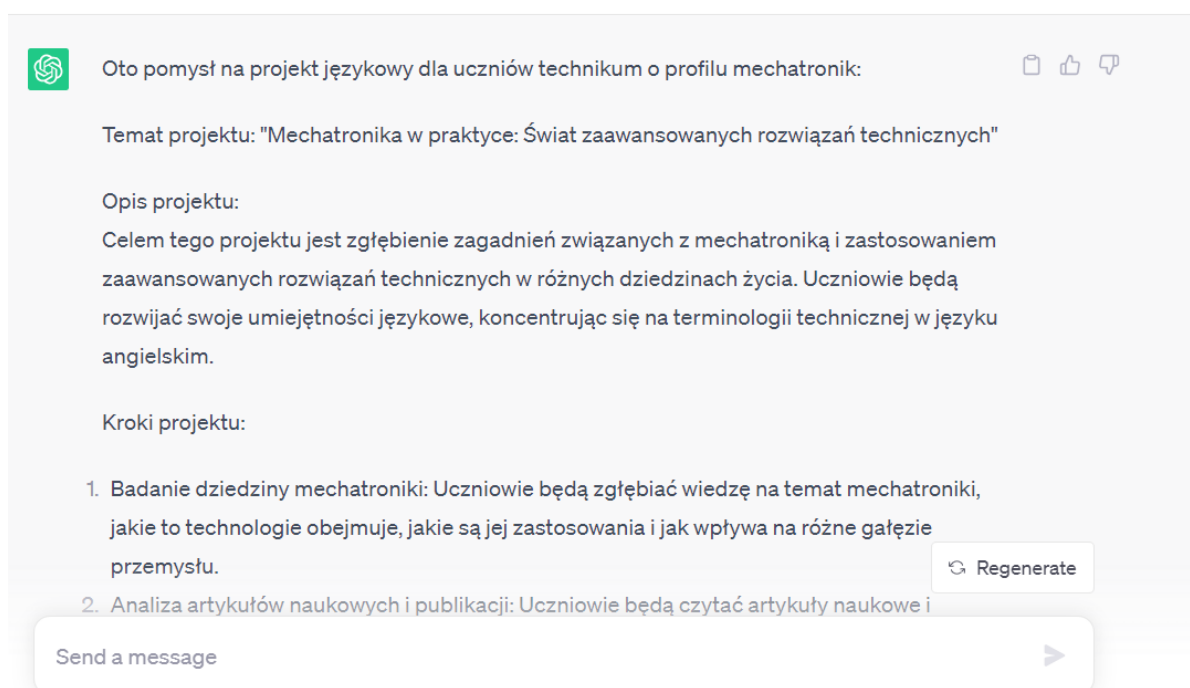 Oto pomysł na projekt językowy dla uczniów technikum o profilu mechatronik:
Temat projektu: "Mechatronika w praktyce: Świat zaawansowanych rozwiązań technicznych"
Opis projektu:
Celem tego projektu jest zgłębienie zagadnień związanych z mechatroniką i zastosowaniem
zaawansowanych rozwiązań technicznych w różnych dziedzinach życia. Uczniowie będą
rozwijać swoje umiejętności językowe, koncentrując się na terminologii technicznej w języku
angielskim.
Kroki projektu:
1. Badanie dziedziny mechatroniki: Uczniowie będą zgłębiać wiedzę na temat mechatroniki,
jakie to technologie obejmuje, jakie są jej zastosowania i jak wpływa na różne gałęzie
przemysłu.
Regenerate
2. Analiza artykułów naukowych i publikacji: Uczniowie będą czytać artykuły naukowe i
Send a message